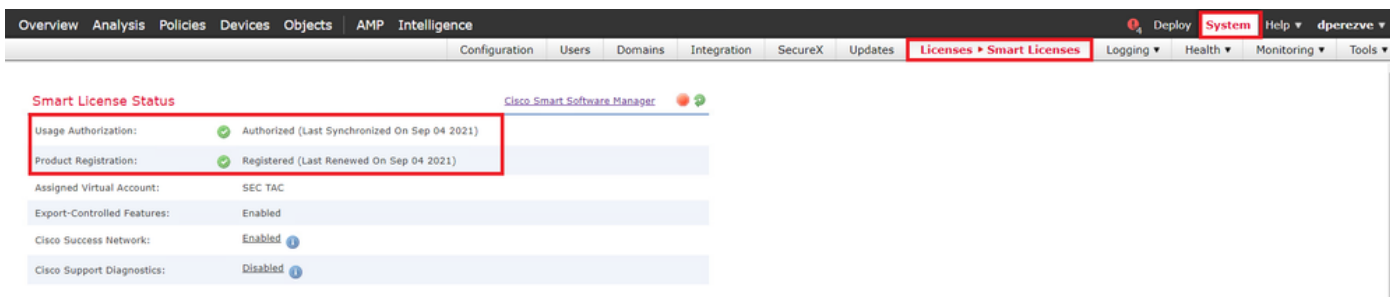 Overview Analysis Policies Devices Objects AMP Intelligence 4 Deploy System Help ▾ dperezve ▾
Configuration Users Domains Integration SecureX Updates Licenses ▸ Smart Licenses Logging ▾ Health ▾ Monitoring ▾ Tools ▾
Smart License Status Cisco Smart Software Manager
Usage Authorization: Authorized (Last Synchronized On Sep 04 2021)
Product Registration: Registered (Last Renewed On Sep 04 2021)
Assigned Virtual Account: SEC TAC
Export-Controlled Features: Enabled
Cisco Success Network: Enabled
Cisco Support Diagnostics: Disabled